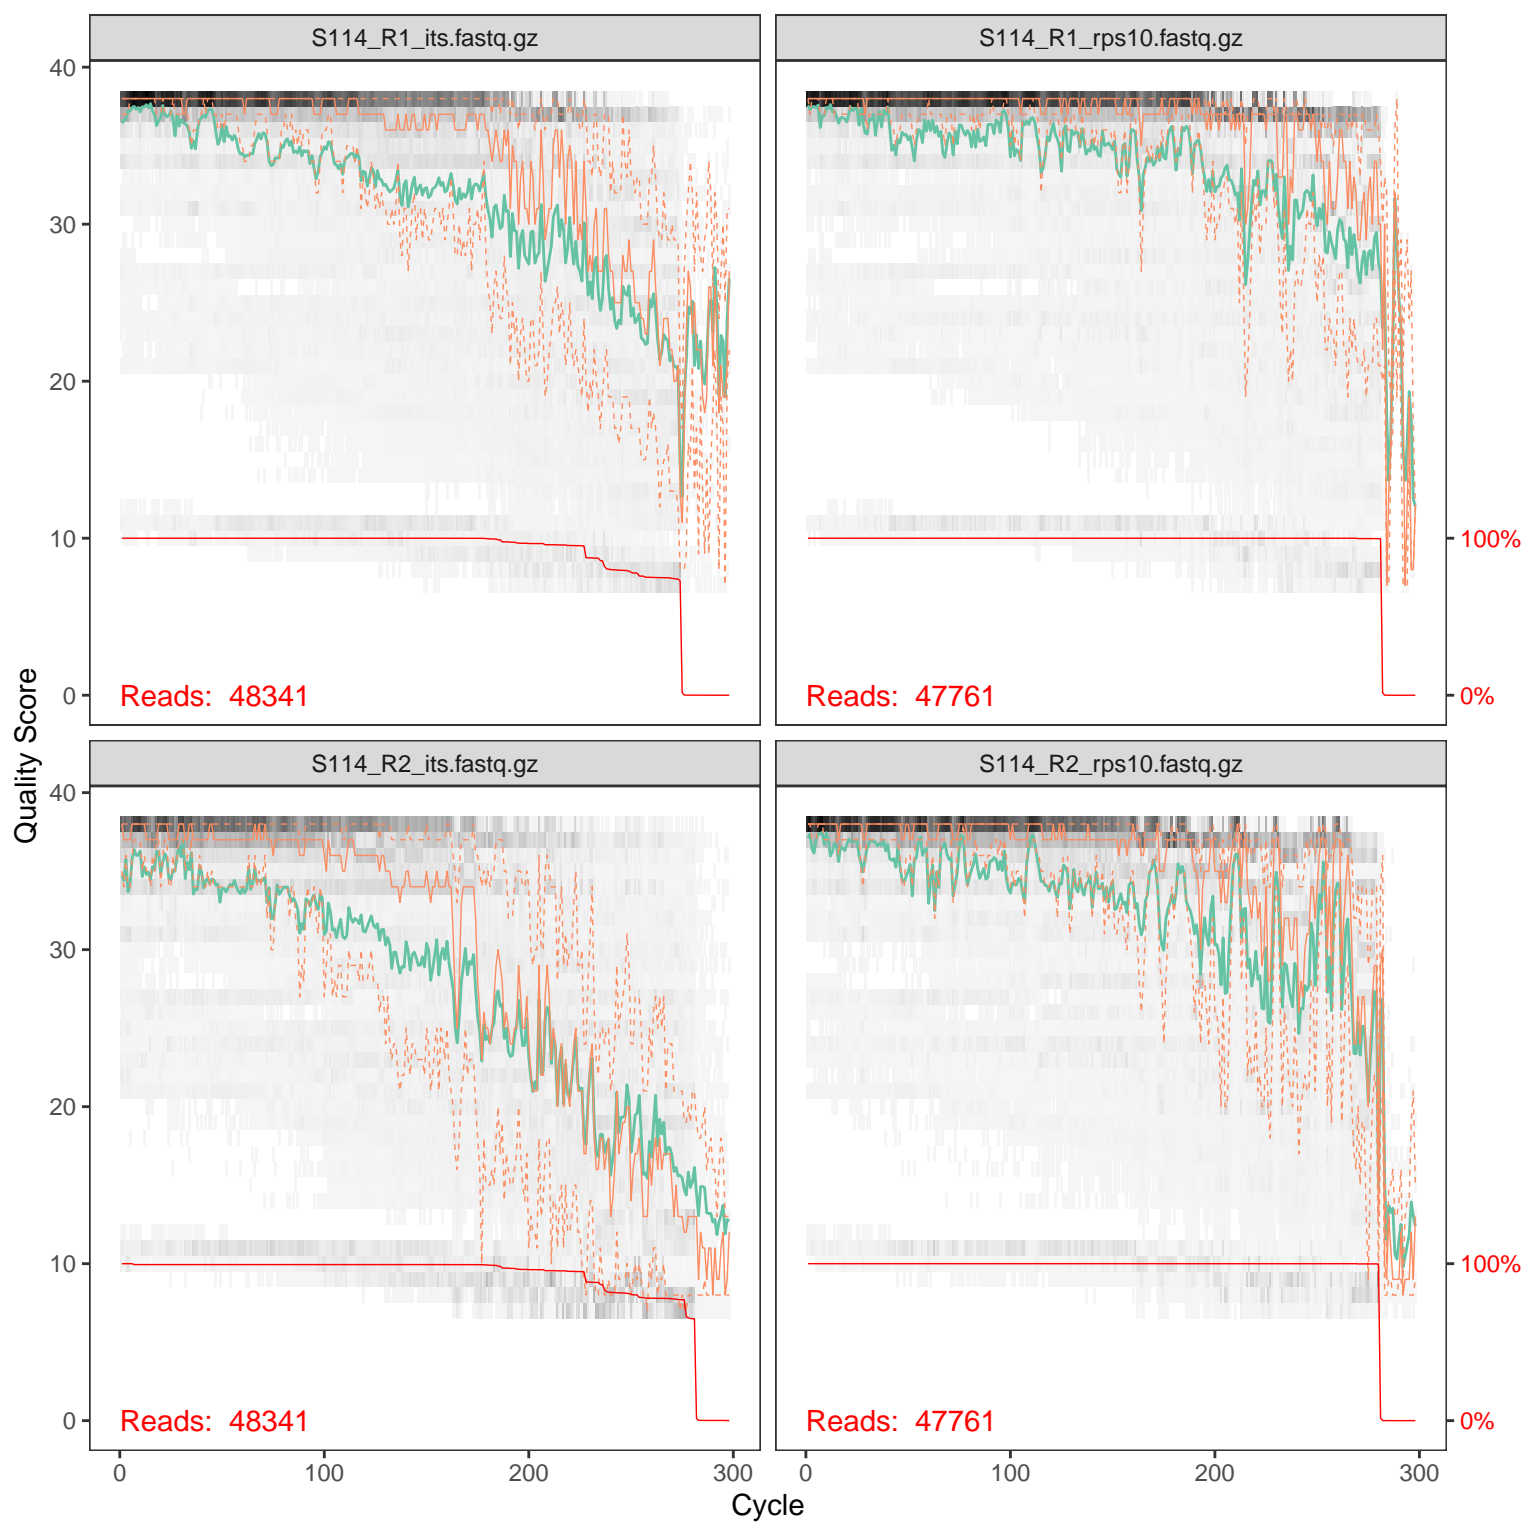 S114_R1_its.fastq.gz
S114_R1_rps10.fastq.gz
40
30
20
10
0
Reads: 48341
Reads: 47761
100%
0%
Quality Score
S114_R2_its.fastq.gz
S114_R2_rps10.fastq.gz
40
30
20
10
0
Reads: 48341
Reads: 47761
100%
0%
0
100
200
300
0
100
200
300
Cycle